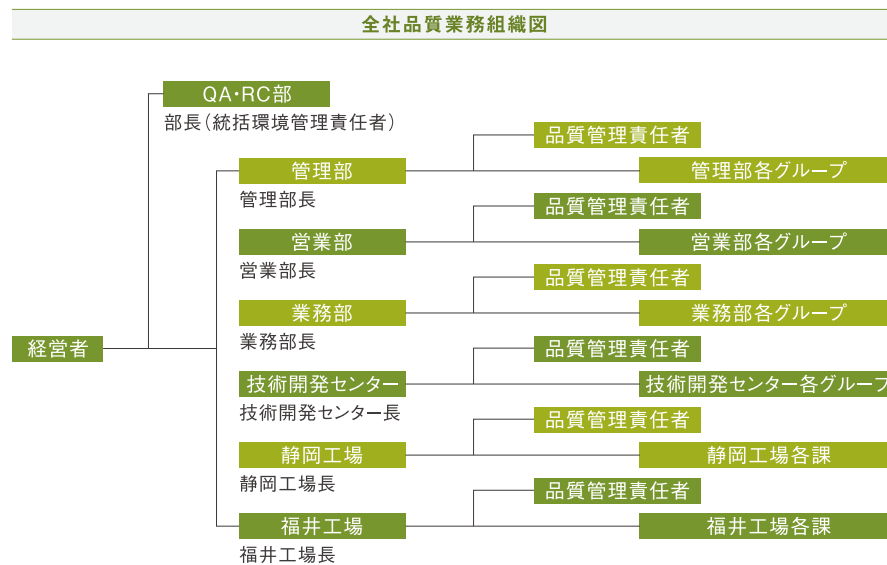 全社品質業務組織図
QA・RC部
部長（統括環境管理責任者）
品質管理責任者
管理部
管理部各グループ
管理部長
品質管理責任者
営業部
営業部各グループ
営業部長
品質管理責任者
業務部
業務部各グループ
業務部長
経営者
品質管理責任者
技術開発センター
技術開発センター各グループ
技術開発センター長
品質管理責任者
静岡工場
静岡工場各課
静岡工場長
品質管理責任者
福井工場
福井工場各課
福井工場長